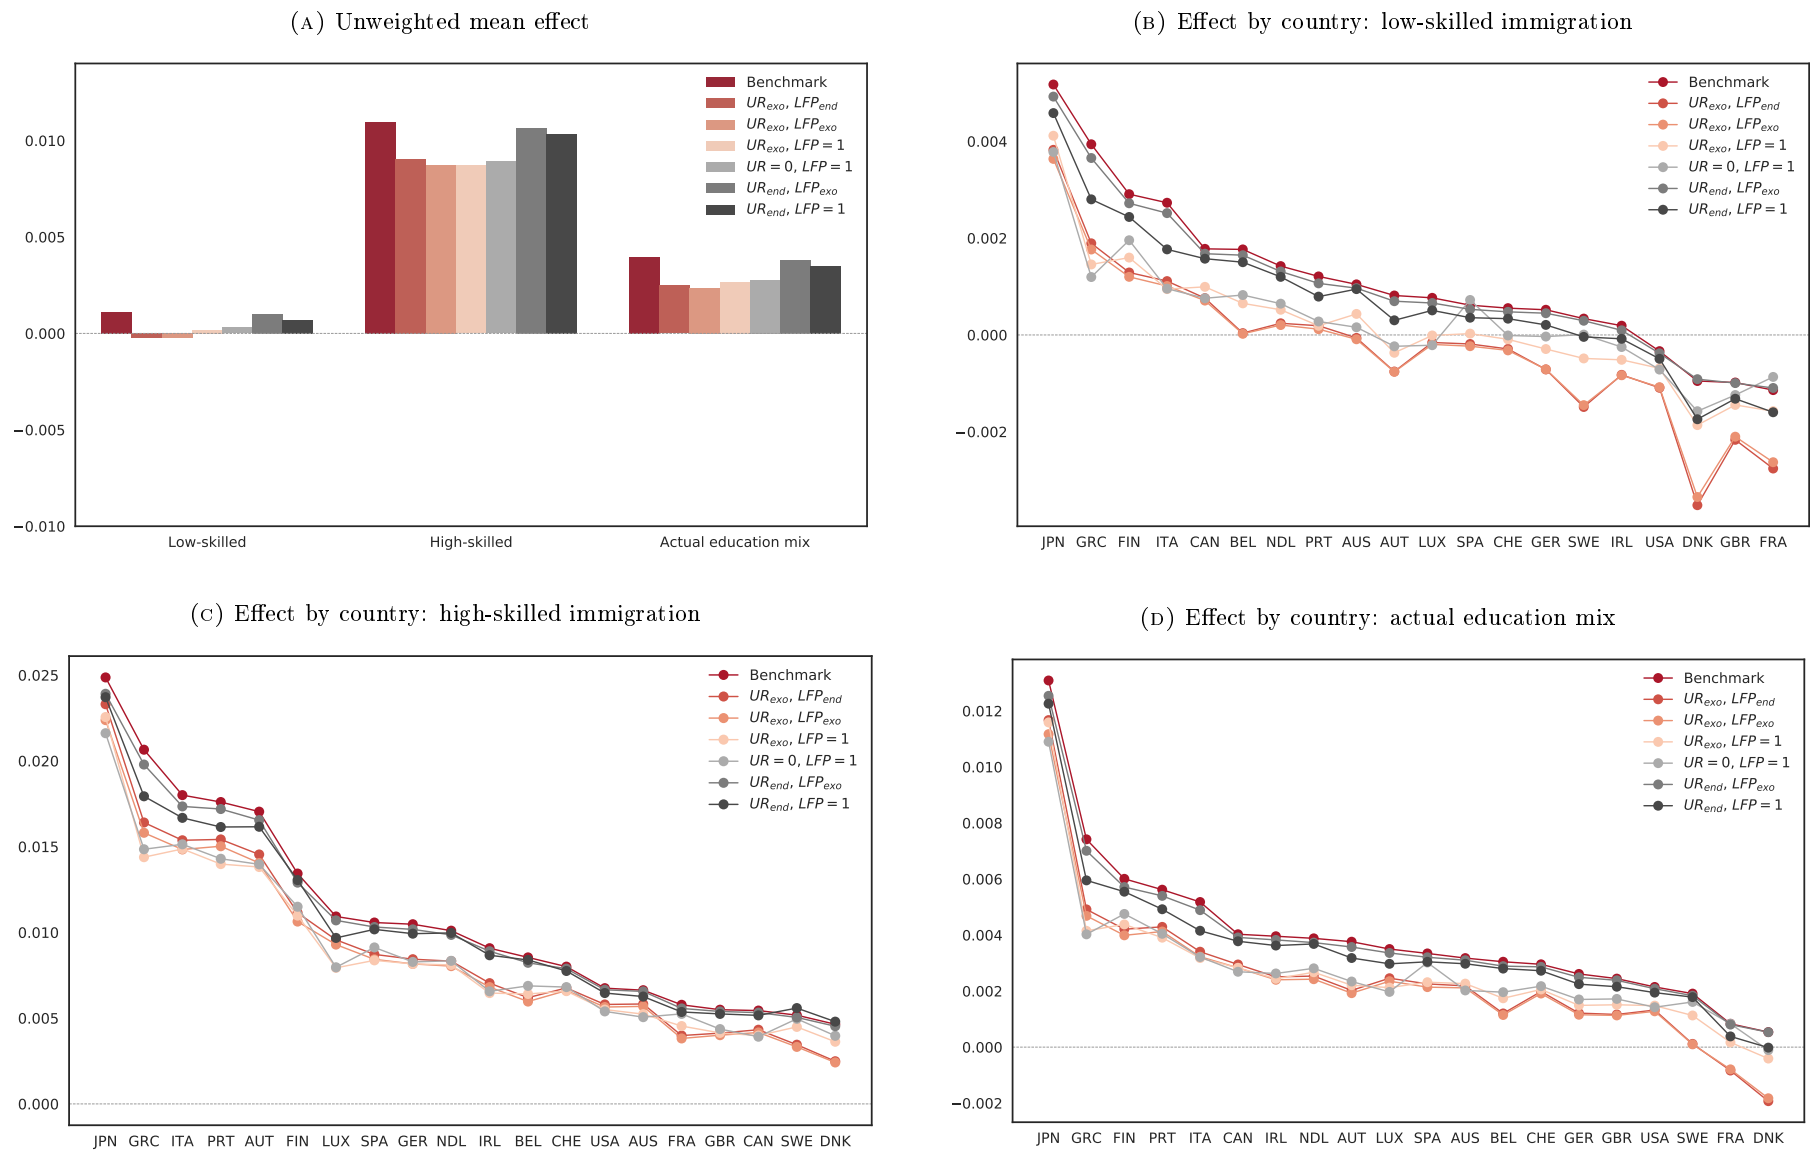 (A) Unweighted mean effect
Benchmark
UR_exo, LFP_end
UR_exo, LFP_exo
UR_exo, LFP = 1
UR = 0, LFP = 1
UR_end, LFP_exo
UR_end, LFP = 1
0.010
0.005
0.000
−0.005
−0.010
Low-skilled High-skilled Actual education mix
(B) Effect by country: low-skilled immigration
Benchmark
UR_exo, LFP_end
UR_exo, LFP_exo
UR_exo, LFP = 1
UR = 0, LFP = 1
UR_end, LFP_exo
UR_end, LFP = 1
0.004
0.002
0.000
−0.002
JPN GRC FIN ITA CAN BEL NDL PRT AUS AUT LUX SPA CHE GER SWE IRL USA DNK GBR FRA
(C) Effect by country: high-skilled immigration
Benchmark
UR_exo, LFP_end
UR_exo, LFP_exo
UR_exo, LFP = 1
UR = 0, LFP = 1
UR_end, LFP_exo
UR_end, LFP = 1
0.025
0.020
0.015
0.010
0.005
0.000
JPN GRC ITA PRT AUT FIN LUX SPA GER NDL IRL BEL CHE USA AUS FRA GBR CAN SWE DNK
(D) Effect by country: actual education mix
Benchmark
UR_exo, LFP_end
UR_exo, LFP_exo
UR_exo, LFP = 1
UR = 0, LFP = 1
UR_end, LFP_exo
UR_end, LFP = 1
0.012
0.010
0.008
0.006
0.004
0.002
0.000
−0.002
JPN GRC FIN PRT ITA CAN IRL NDL AUT LUX SPA AUS BEL CHE GER GBR USA SWE FRA DNK